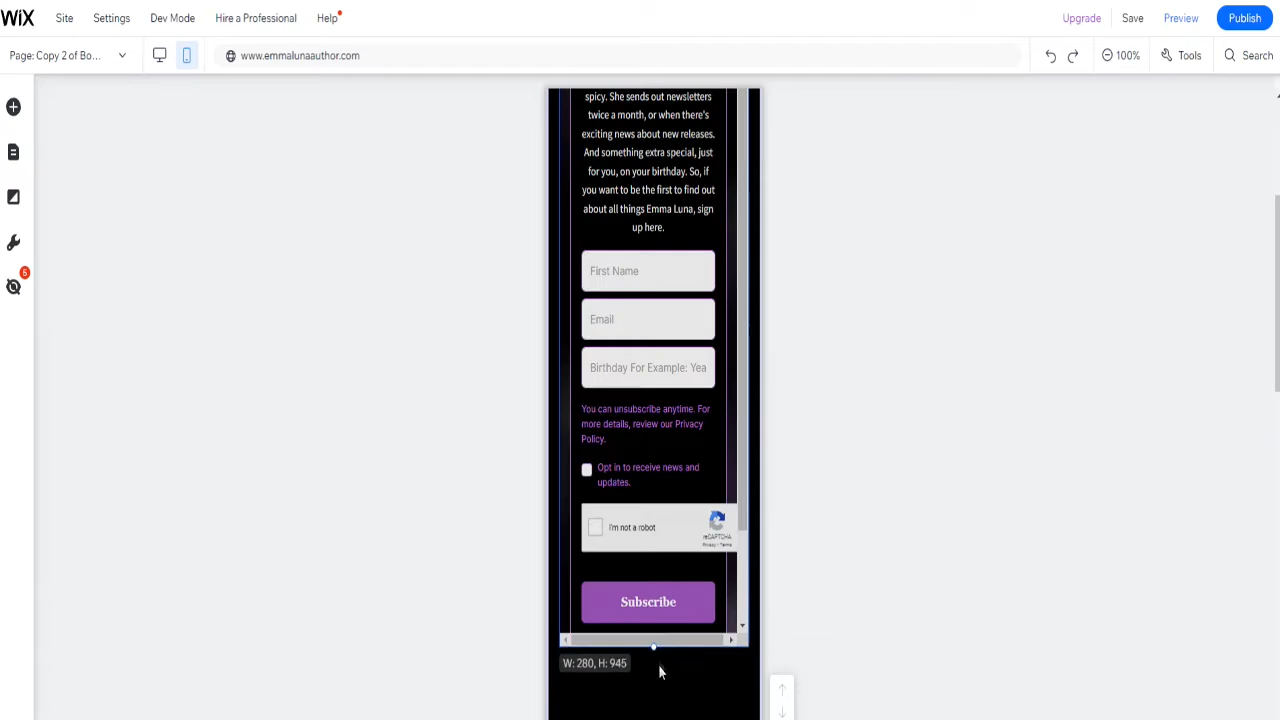 WiX Site Settings Dev Mode Hire a Professional Help Upgrade Save Preview Publish
Page: Copy 2 of Bo... www.emmalunaauthor.com 100% Tools Search
spicy. She sends out newsletters
twice a month, or when there's
exciting news about new releases.
And something extra special, just
for you, on your birthday. So, if
you want to be the first to find out
about all things Emma Luna, sign
up here.
First Name
5
Email
Birthday For Example: Yea
You can unsubscribe anytime. For
more details, review our Privacy
Policy.
Opt in to receive news and
updates.
I'm not a robot
reCAPTCHA
Privacy - Terms
Subscribe
W: 280, H: 945